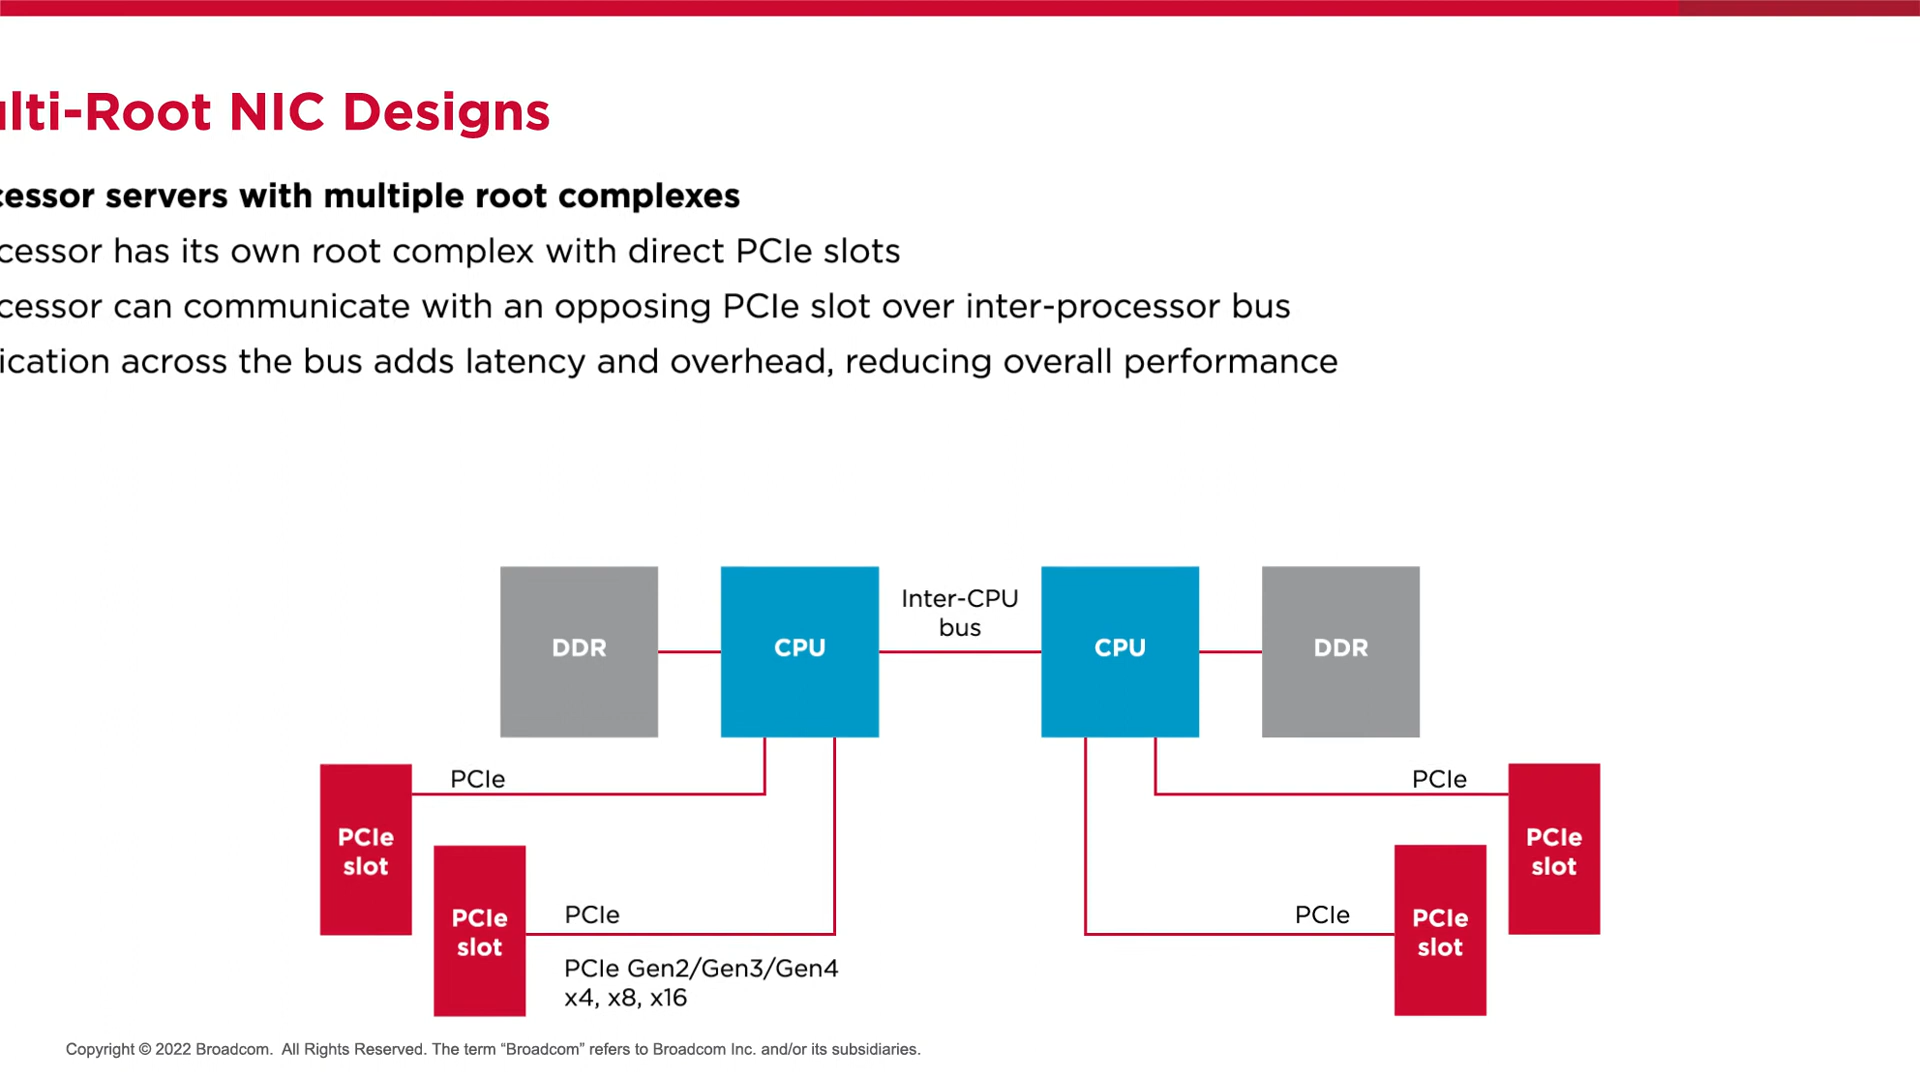 lti-Root NIC Designs
cessor servers with multiple root complexes
cessor has its own root complex with direct PCIe slots
cessor can communicate with an opposing PCIe slot over inter-processor bus
ication across the bus adds latency and overhead, reducing overall performance
Inter-CPU
bus
DDR
CPU
CPU
DDR
PCIe
PCIe
PCIe
slot
PCIe
slot
PCIe
PCIe
PCIe
slot
PCIe
slot
PCIe Gen2/Gen3/Gen4
x4, x8, x16
Copyright © 2022 Broadcom. All Rights Reserved. The term “Broadcom” refers to Broadcom Inc. and/or its subsidiaries.